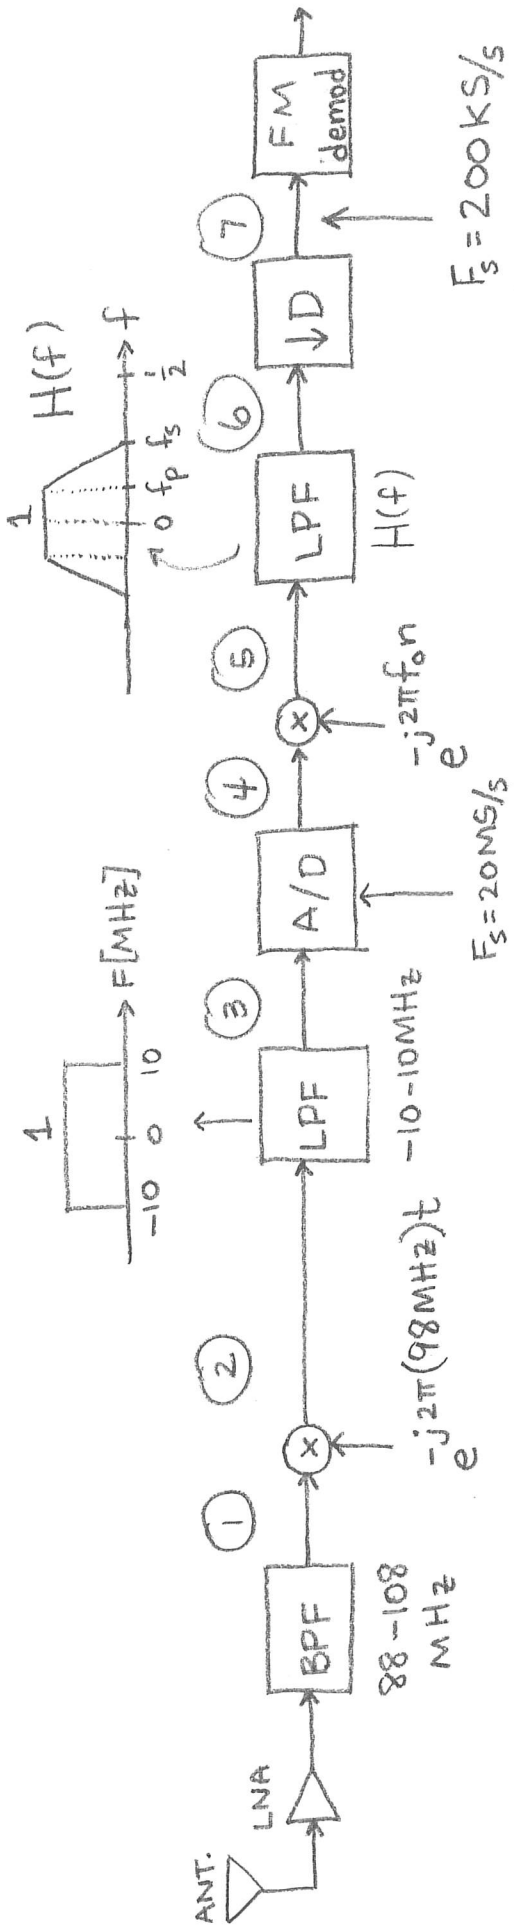 ANT.
LNA
BPF
88-108
MHz
1
e^{-j2π(98MHz)t}
2
LPF
-10-10MHz
1
-10 0 10 F[MHz]
3
A/D
F_s=20MS/s
4
e^{-j2πf_0n}
5
LPF
H(f)
1
0 f_p f_s 1/2 f
H(f)
6
↓D
7
F_s=200KS/s
FM
demod
x
x